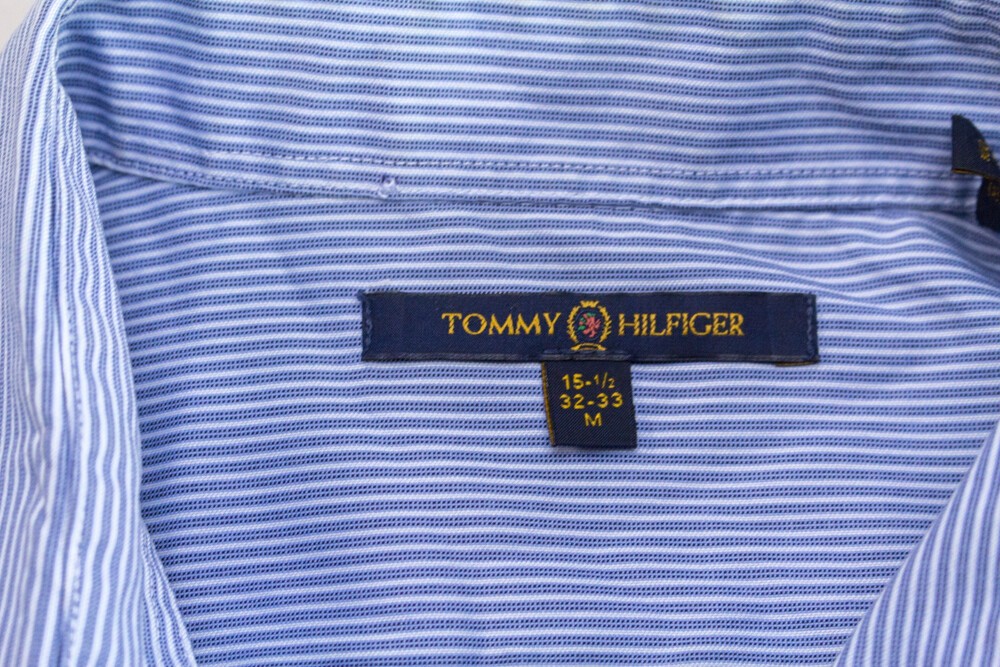 TOMMY HILFIGER
15-1/2
32-33
M